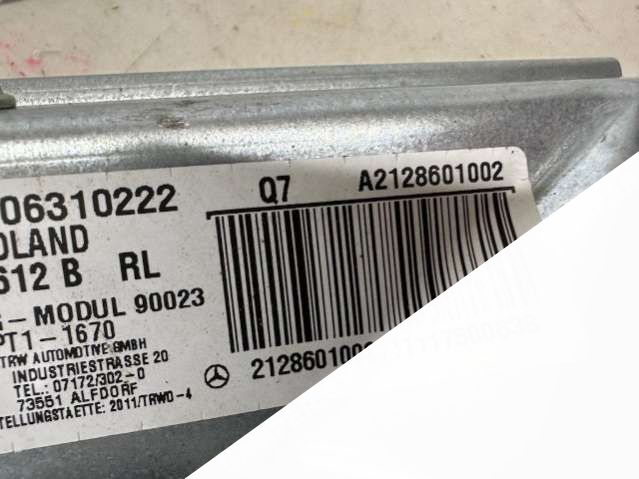 06310222
Q7 A2128601002
OLAND
612 B RL
- MODUL 90023
PT1-1670
TRW AUTOMOTIVE GMBH
INDUSTRIESTRASSE 20
TEL.: 07172/302-0
73551 ALFDORF
TELLUNGSTAETTE: 2011/TRWD-4
212860100